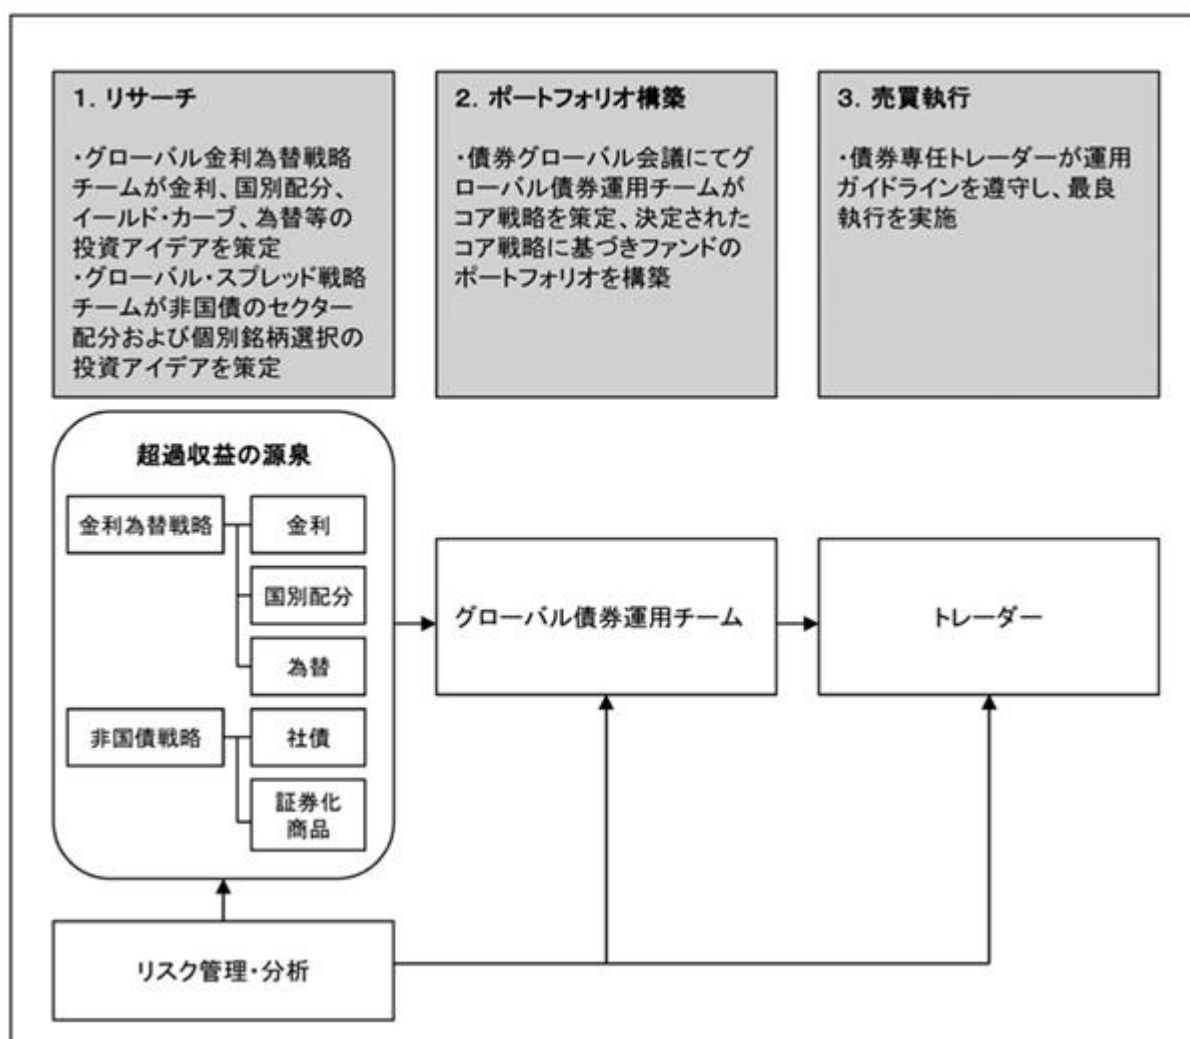 1. リサーチ
・グローバル金利為替戦略
チームが金利、国別配分、
イールド・カーブ、為替等の
投資アイデアを策定
・グローバル・スプレッド戦略
チームが非国債のセクター
配分および個別銘柄選択の
投資アイデアを策定
2. ポートフォリオ構築
・債券グローバル会議にてグ
ローバル債券運用チームが
コア戦略を策定、決定された
コア戦略に基づきファンドの
ポートフォリオを構築
3. 売買執行
・債券専任トレーダーが運用
ガイドラインを遵守し、最良
執行を実施
超過収益の源泉
金利為替戦略
金利
国別配分
為替
非国債戦略
社債
証券化
商品
グローバル債券運用チーム
トレーダー
リスク管理・分析